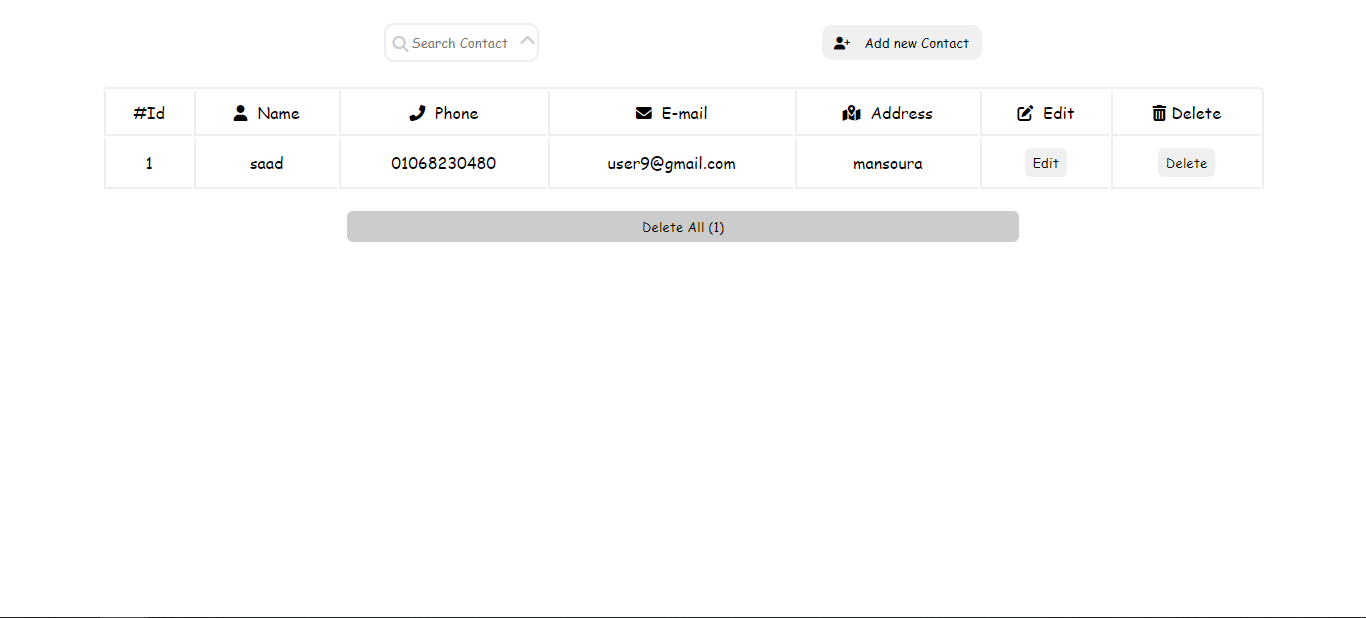 Search Contact Add new Contact
#Id Name Phone E-mail Address Edit Delete
1 saad 01068230480 user9@gmail.com mansoura Edit Delete
Delete All (1)